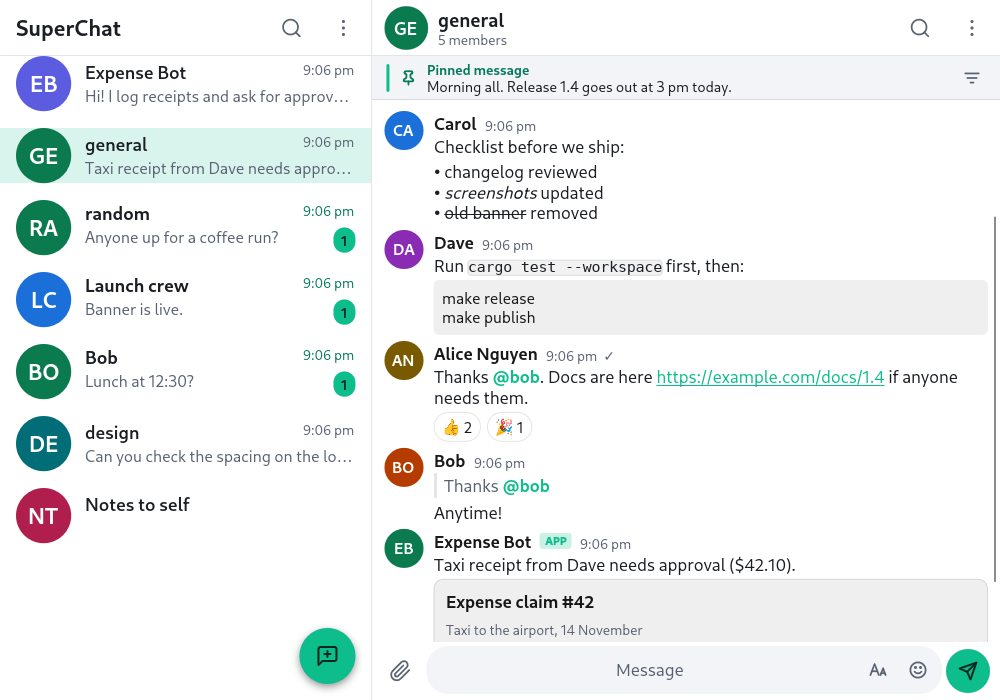 SuperChat
EB
Expense Bot
9:06 pm
Hi! I log receipts and ask for approv…
GE
general
9:06 pm
Taxi receipt from Dave needs appro…
RA
random
9:06 pm
Anyone up for a coffee run?
1
LC
Launch crew
9:06 pm
Banner is live.
1
BO
Bob
9:06 pm
Lunch at 12:30?
1
DE
design
9:06 pm
Can you check the spacing on the lo…
NT
Notes to self
GE
general
5 members
Pinned message
Morning all. Release 1.4 goes out at 3 pm today.
CA
Carol 9:06 pm
Checklist before we ship:
• changelog reviewed
• screenshots updated
• old banner removed
DA
Dave 9:06 pm
Run cargo test --workspace first, then:
make release
make publish
AN
Alice Nguyen 9:06 pm ✓
Thanks @bob. Docs are here https://example.com/docs/1.4 if anyone
needs them.
👍 2 🎉 1
BO
Bob 9:06 pm
Thanks @bob
Anytime!
EB
Expense Bot APP 9:06 pm
Taxi receipt from Dave needs approval ($42.10).
Expense claim #42
Taxi to the airport, 14 November
Message
AA